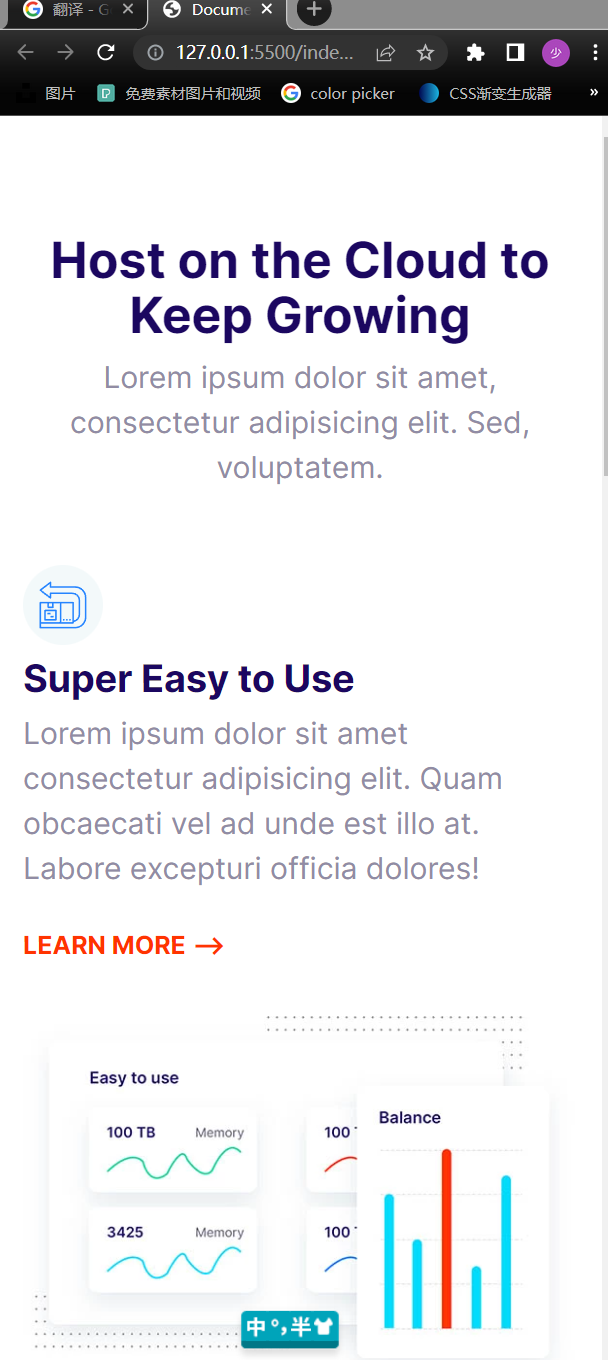 翻译 - G
Docume
127.0.0.1:5500/inde...
少
图片
免费素材图片和视频
color picker
CSS渐变生成器
»
Host on the Cloud to
Keep Growing
Lorem ipsum dolor sit amet,
consectetur adipisicing elit. Sed,
voluptatem.
Super Easy to Use
Lorem ipsum dolor sit amet
consectetur adipisicing elit. Quam
obcaecati vel ad unde est illo at.
Labore excepturi officia dolores!
LEARN MORE →
Easy to use
100 TB Memory
100 T
Balance
3425 Memory
100 T
中 °, 半